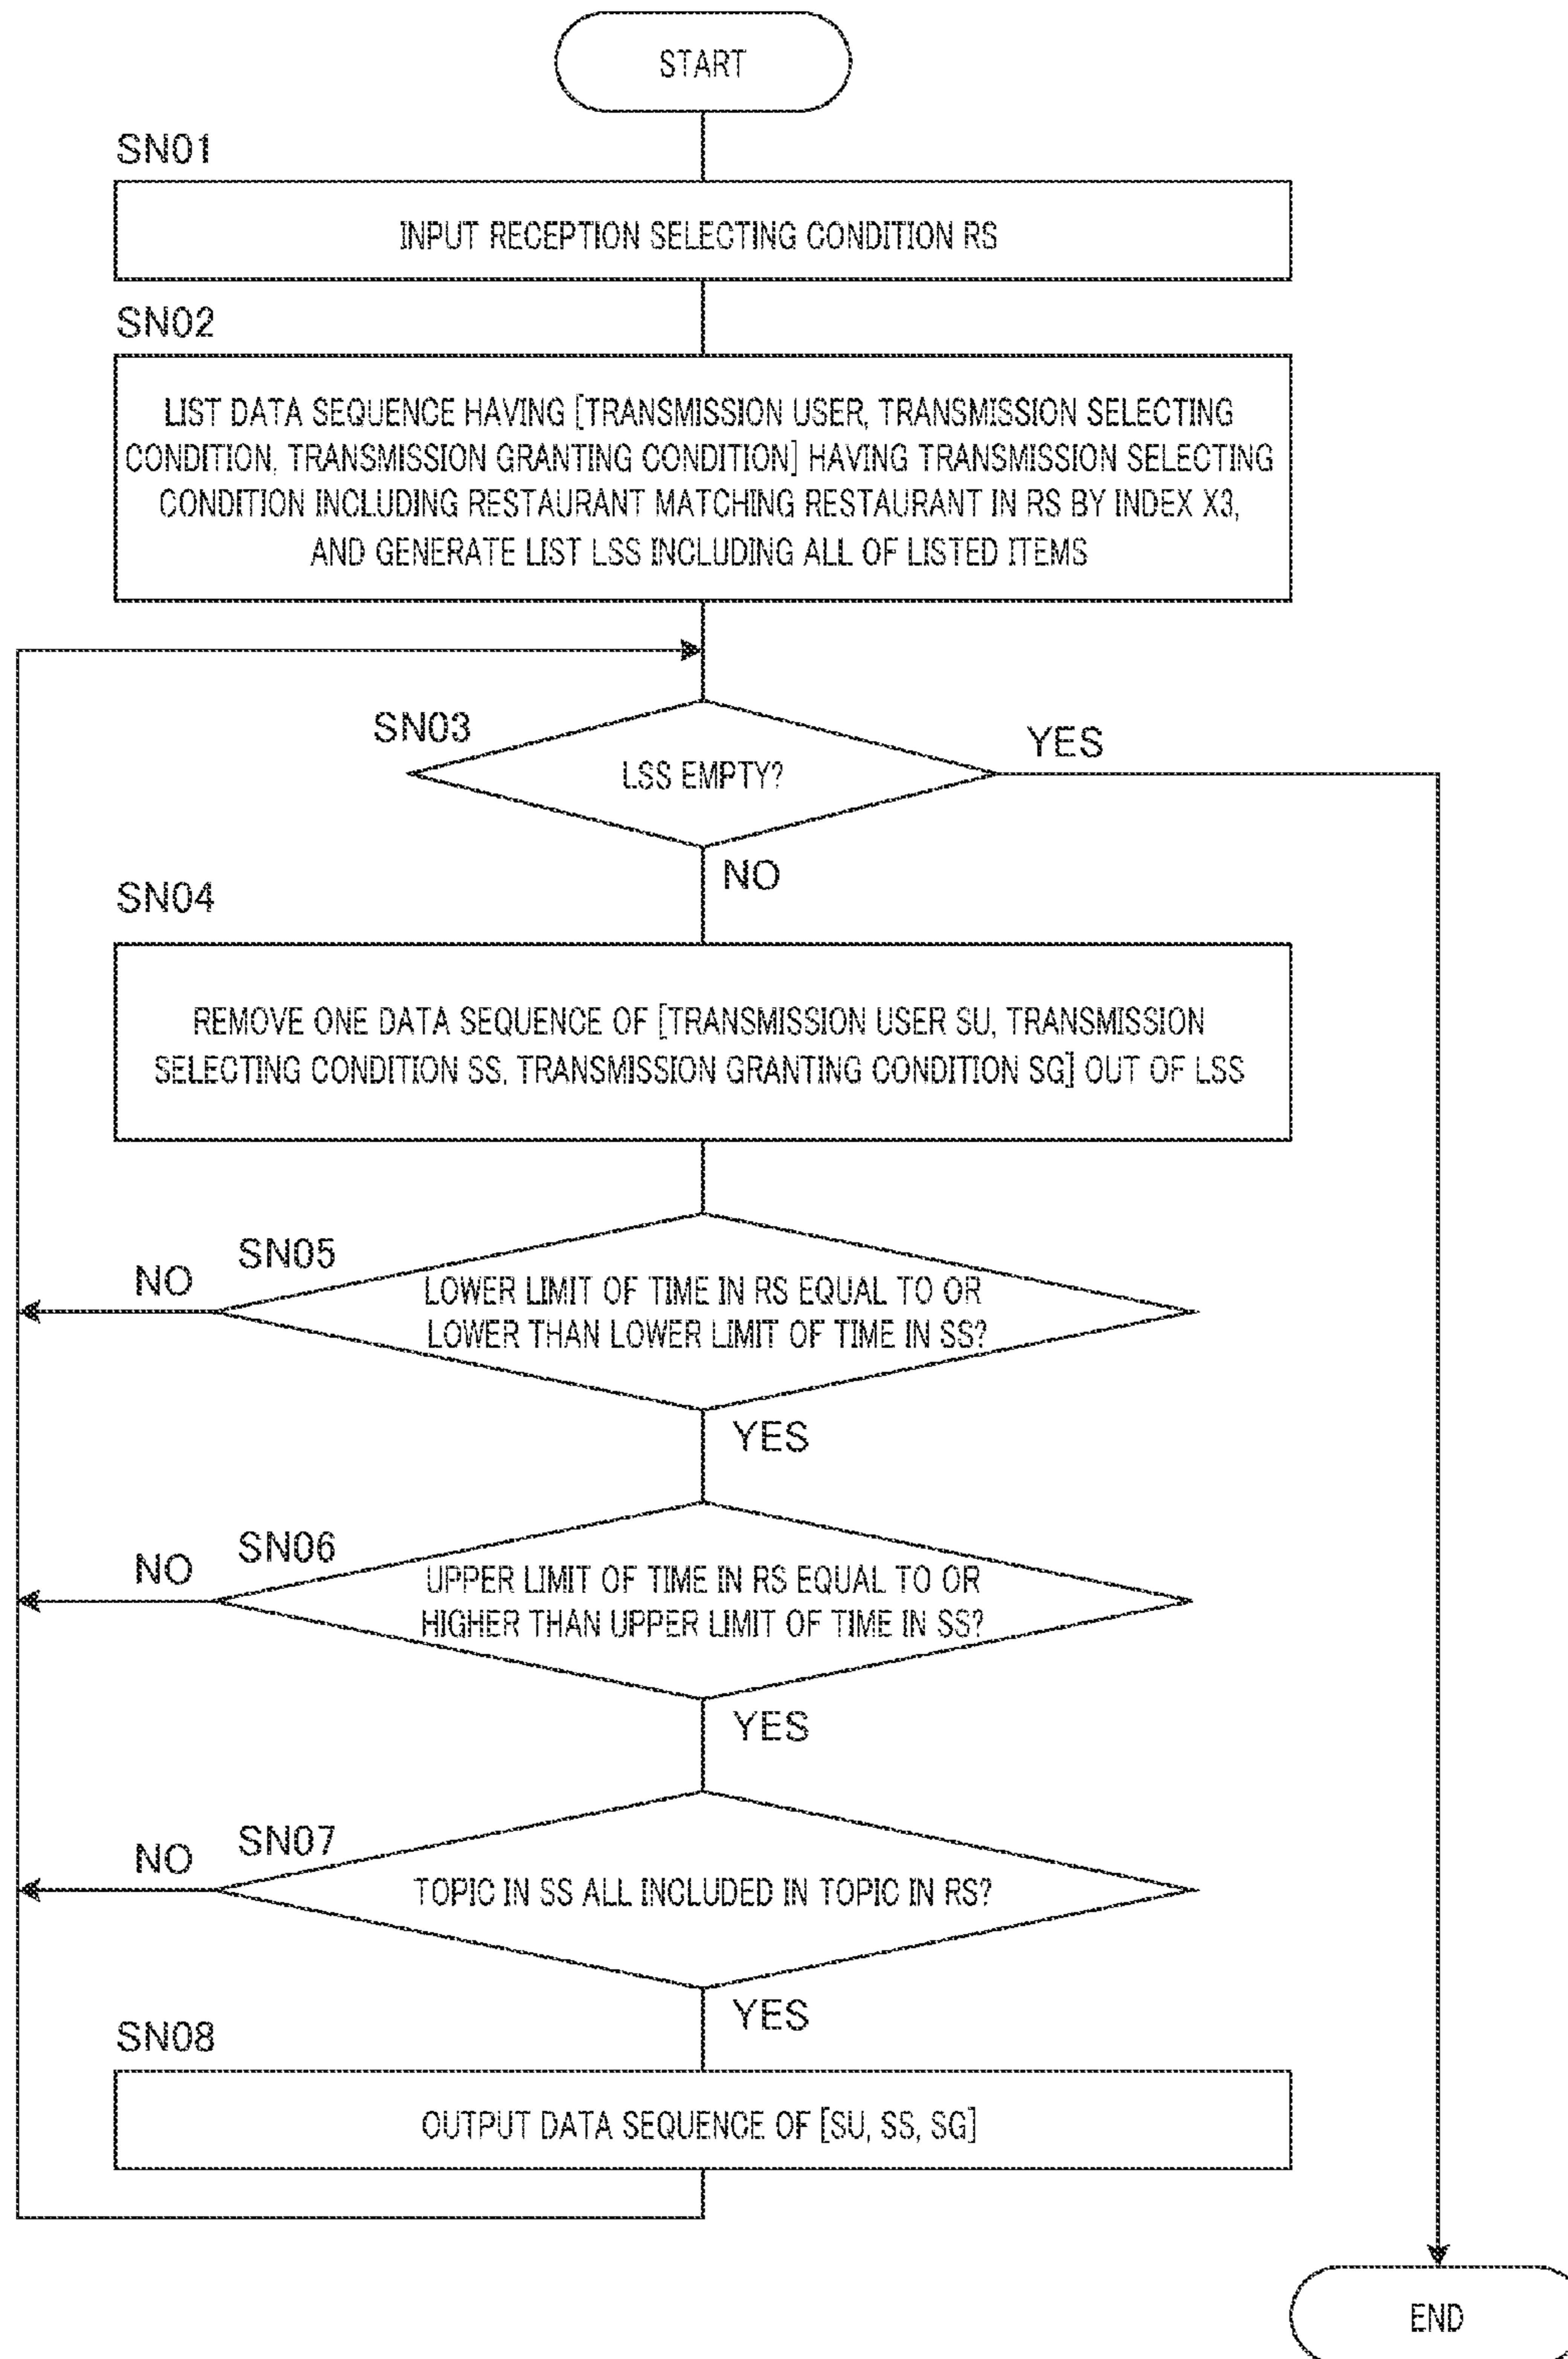 START
SN01
INPUT RECEPTION SELECTING CONDITION RS
SN02
LIST DATA SEQUENCE HAVING [TRANSMISSION USER, TRANSMISSION SELECTING
CONDITION, TRANSMISSION GRANTING CONDITION] HAVING TRANSMISSION SELECTING
CONDITION INCLUDING RESTAURANT MATCHING RESTAURANT IN RS BY INDEX X3,
AND GENERATE LIST LSS INCLUDING ALL OF LISTED ITEMS
SN03
LSS EMPTY?
YES
NO
SN04
REMOVE ONE DATA SEQUENCE OF [TRANSMISSION USER SU, TRANSMISSION
SELECTING CONDITION SS, TRANSMISSION GRANTING CONDITION SG] OUT OF LSS
SN05
NO
LOWER LIMIT OF TIME IN RS EQUAL TO OR
LOWER THAN LOWER LIMIT OF TIME IN SS?
YES
SN06
NO
UPPER LIMIT OF TIME IN RS EQUAL TO OR
HIGHER THAN UPPER LIMIT OF TIME IN SS?
YES
SN07
NO
TOPIC IN SS ALL INCLUDED IN TOPIC IN RS?
YES
SN08
OUTPUT DATA SEQUENCE OF [SU, SS, SG]
END